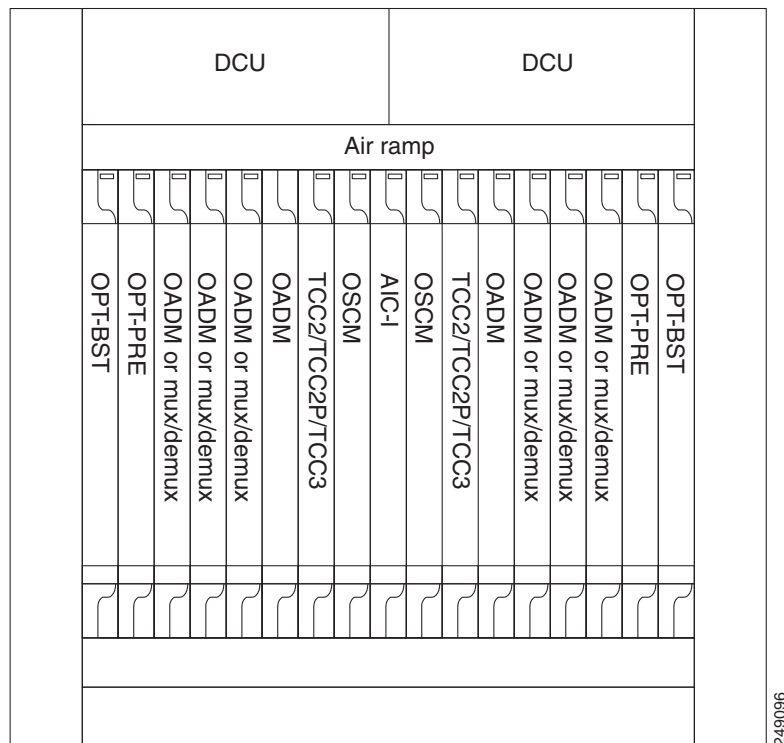 DCU
DCU
Air ramp
OPT-BST
OPT-PRE
OADM or mux/demux
OADM or mux/demux
OADM or mux/demux
OADM
TCC2/TCC2P/TCC3
OSCM
AIC-I
OSCM
TCC2/TCC2P/TCC3
OADM
OADM or mux/demux
OADM or mux/demux
OADM or mux/demux
OPT-PRE
OPT-BST
246096